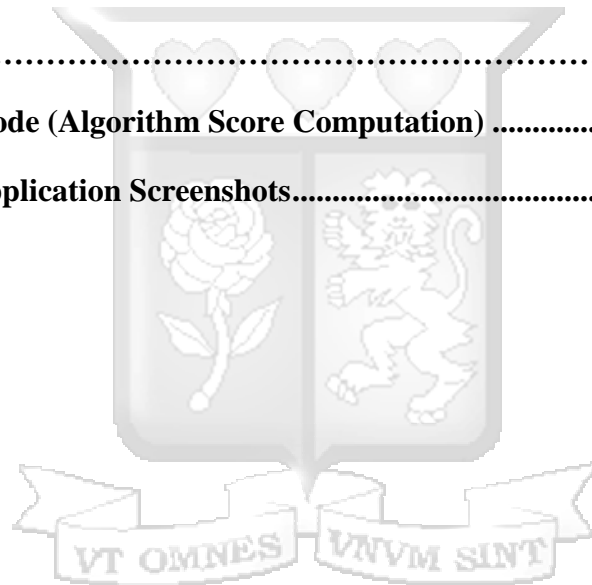 ................................................................
ode (Algorithm Score Computation) ..............
pplication Screenshots..........................................
VT OMNES VNVM SINT